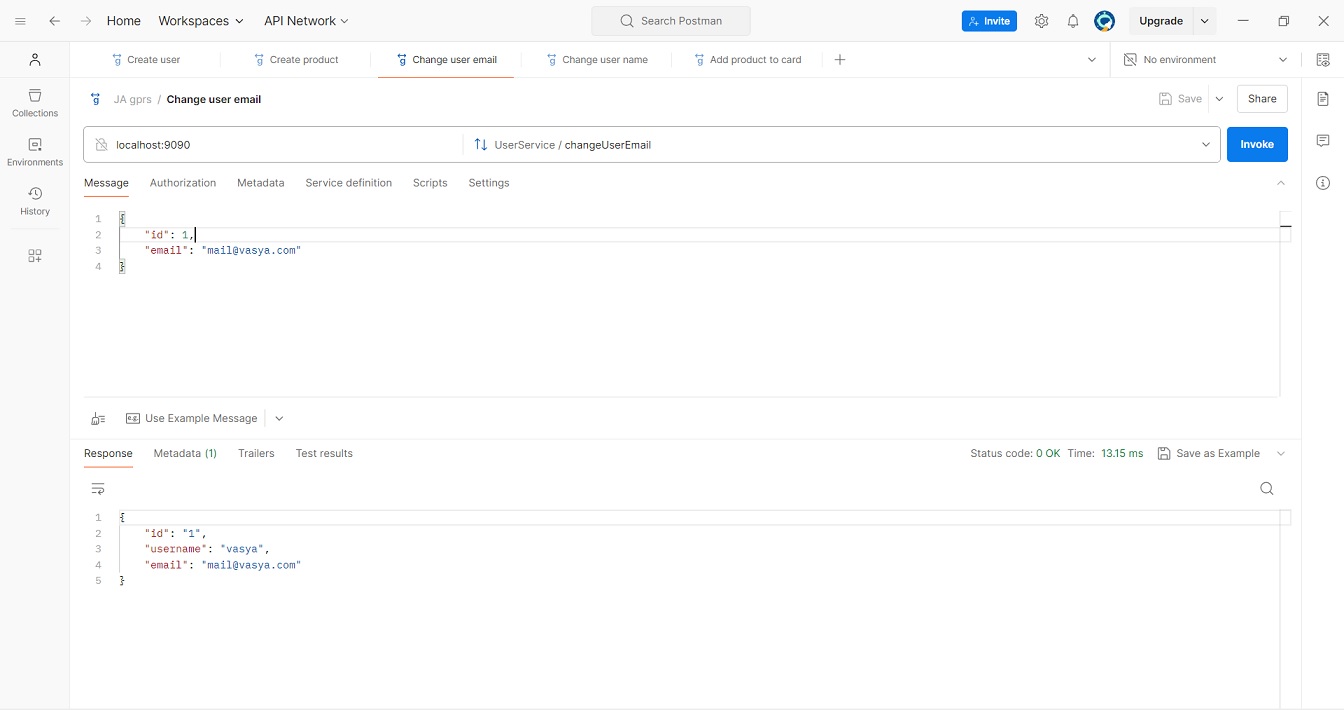 Home Workspaces API Network Search Postman Invite Upgrade
Create user Create product Change user email Change user name Add product to card No environment
JA gprs / Change user email Save Share
localhost:9090 UserService / changeUserEmail Invoke
Message Authorization Metadata Service definition Scripts Settings
1 {
2 "id": 1,
3 "email": "mail@vasya.com"
4 }
Use Example Message
Response Metadata (1) Trailers Test results Status code: 0 OK Time: 13.15 ms Save as Example
1 {
2 "id": "1",
3 "username": "vasya",
4 "email": "mail@vasya.com"
5 }
Collections
Environments
History